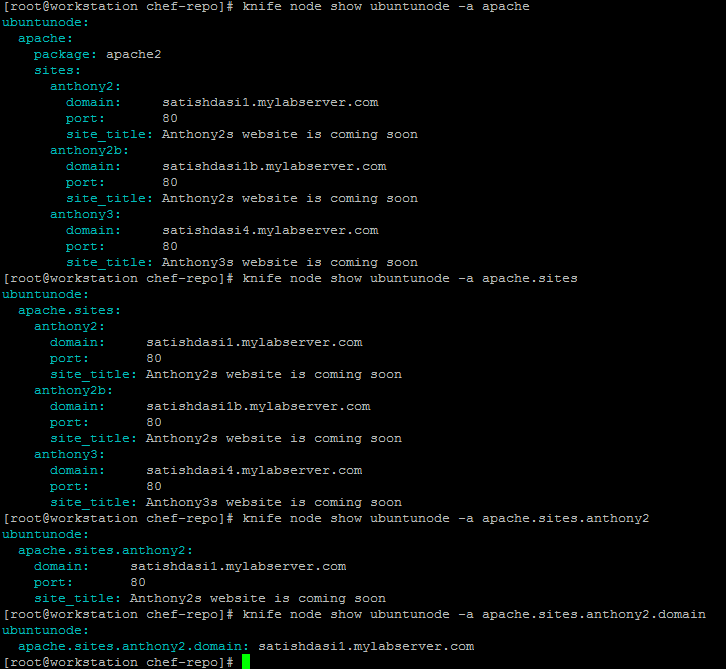 [root@workstation chef-repo]# knife node show ubuntunode -a apache
ubuntunode:
  apache:
    package: apache2
    sites:
      anthony2:
        domain:     satishdasi1.mylabserver.com
        port:       80
        site_title: Anthony2s website is coming soon
      anthony2b:
        domain:     satishdasi1b.mylabserver.com
        port:       80
        site_title: Anthony2s website is coming soon
      anthony3:
        domain:     satishdasi4.mylabserver.com
        port:       80
        site_title: Anthony3s website is coming soon
[root@workstation chef-repo]# knife node show ubuntunode -a apache.sites
ubuntunode:
  apache.sites:
    anthony2:
      domain:     satishdasi1.mylabserver.com
      port:       80
      site_title: Anthony2s website is coming soon
    anthony2b:
      domain:     satishdasi1b.mylabserver.com
      port:       80
      site_title: Anthony2s website is coming soon
    anthony3:
      domain:     satishdasi4.mylabserver.com
      port:       80
      site_title: Anthony3s website is coming soon
[root@workstation chef-repo]# knife node show ubuntunode -a apache.sites.anthony2
ubuntunode:
  apache.sites.anthony2:
    domain:     satishdasi1.mylabserver.com
    port:       80
    site_title: Anthony2s website is coming soon
[root@workstation chef-repo]# knife node show ubuntunode -a apache.sites.anthony2.domain
ubuntunode:
  apache.sites.anthony2.domain: satishdasi1.mylabserver.com
[root@workstation chef-repo]#